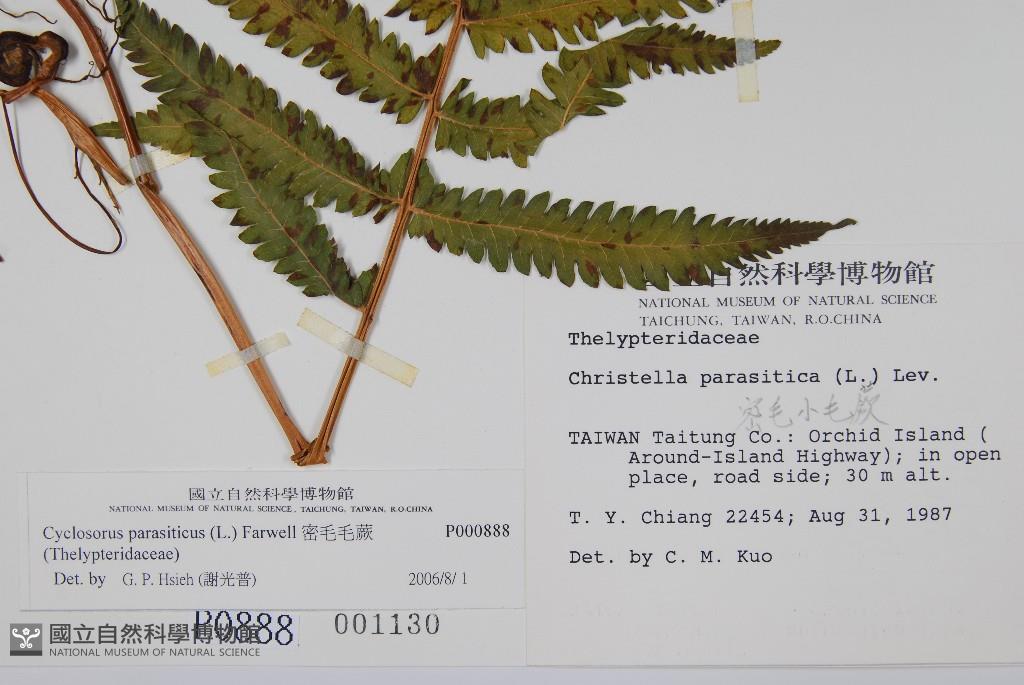 國立自然科學博物館
NATIONAL MUSEUM OF NATURAL SCIENCE
TAICHUNG, TAIWAN, R.O.CHINA
Thelypteridaceae
Christella parasitica (L.) Lev.
密毛小毛蕨
TAIWAN Taitung Co.: Orchid Island (
Around-Island Highway); in open
place, road side; 30 m alt.
T. Y. Chiang 22454; Aug 31, 1987
Det. by C. M. Kuo
國立自然科學博物館
NATIONAL MUSEUM OF NATURAL SCIENCE, TAICHUNG, TAIWAN, R.O.CHINA
Cyclosorus parasiticus (L.) Farwell 密毛毛蕨 P000888
(Thelypteridaceae)
Det. by G. P. Hsieh (謝光普) 2006/8/ 1
P0888 001130
國立自然科學博物館
NATIONAL MUSEUM OF NATURAL SCIENCE